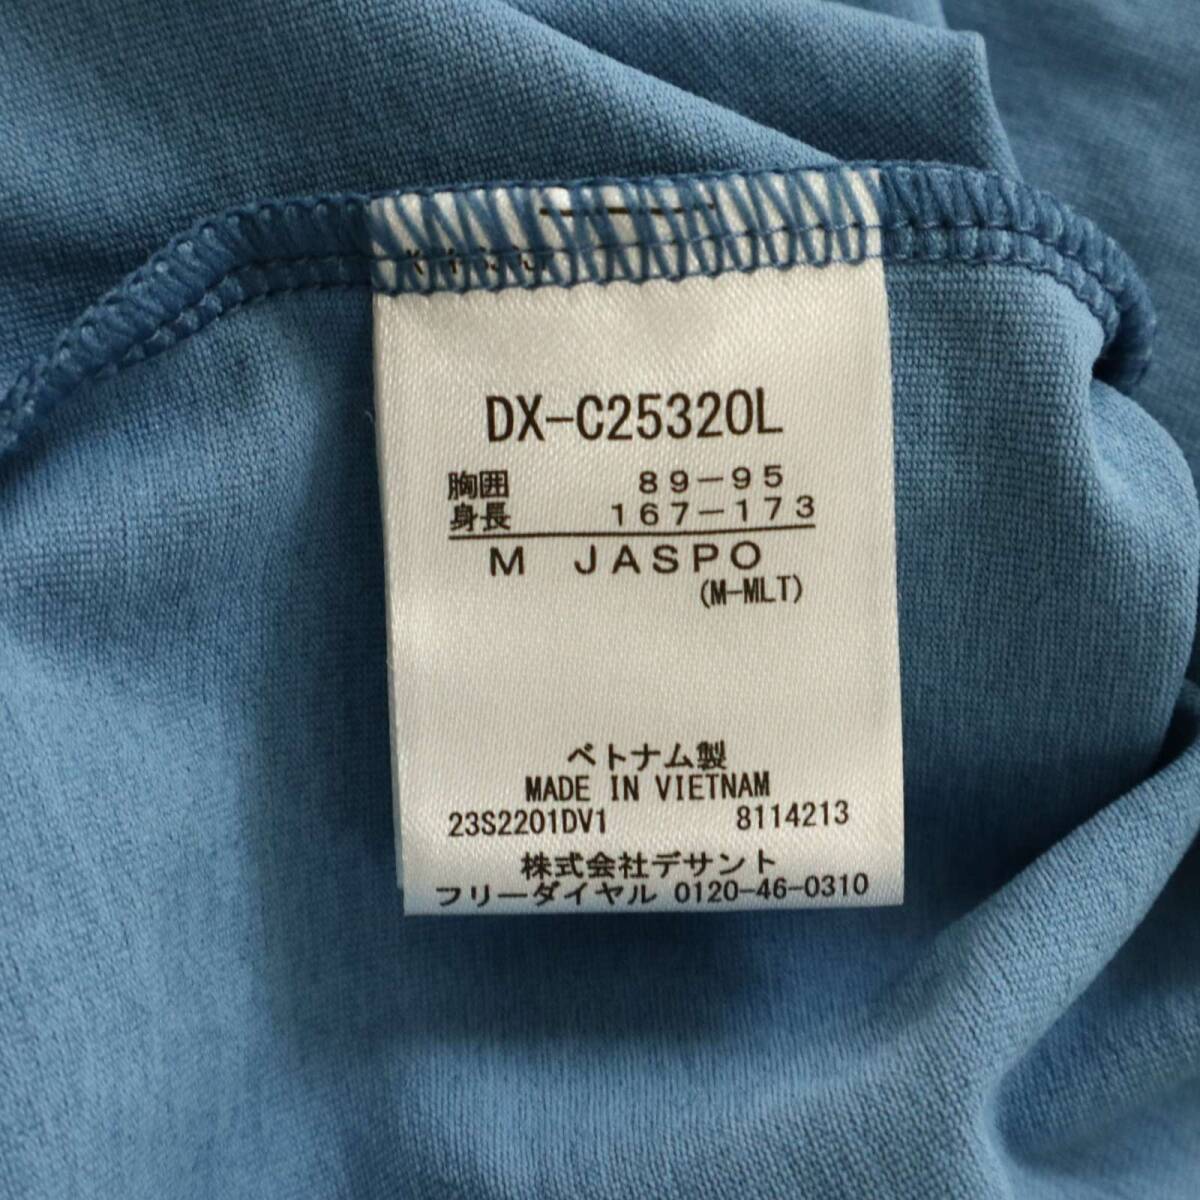 DX-C25320L
胸囲 89-95
身長 167-173
M JASPO
(M-MLT)
ベトナム製
MADE IN VIETNAM
23S2201DV1 8114213
株式会社デサント
フリーダイヤル 0120-46-0310